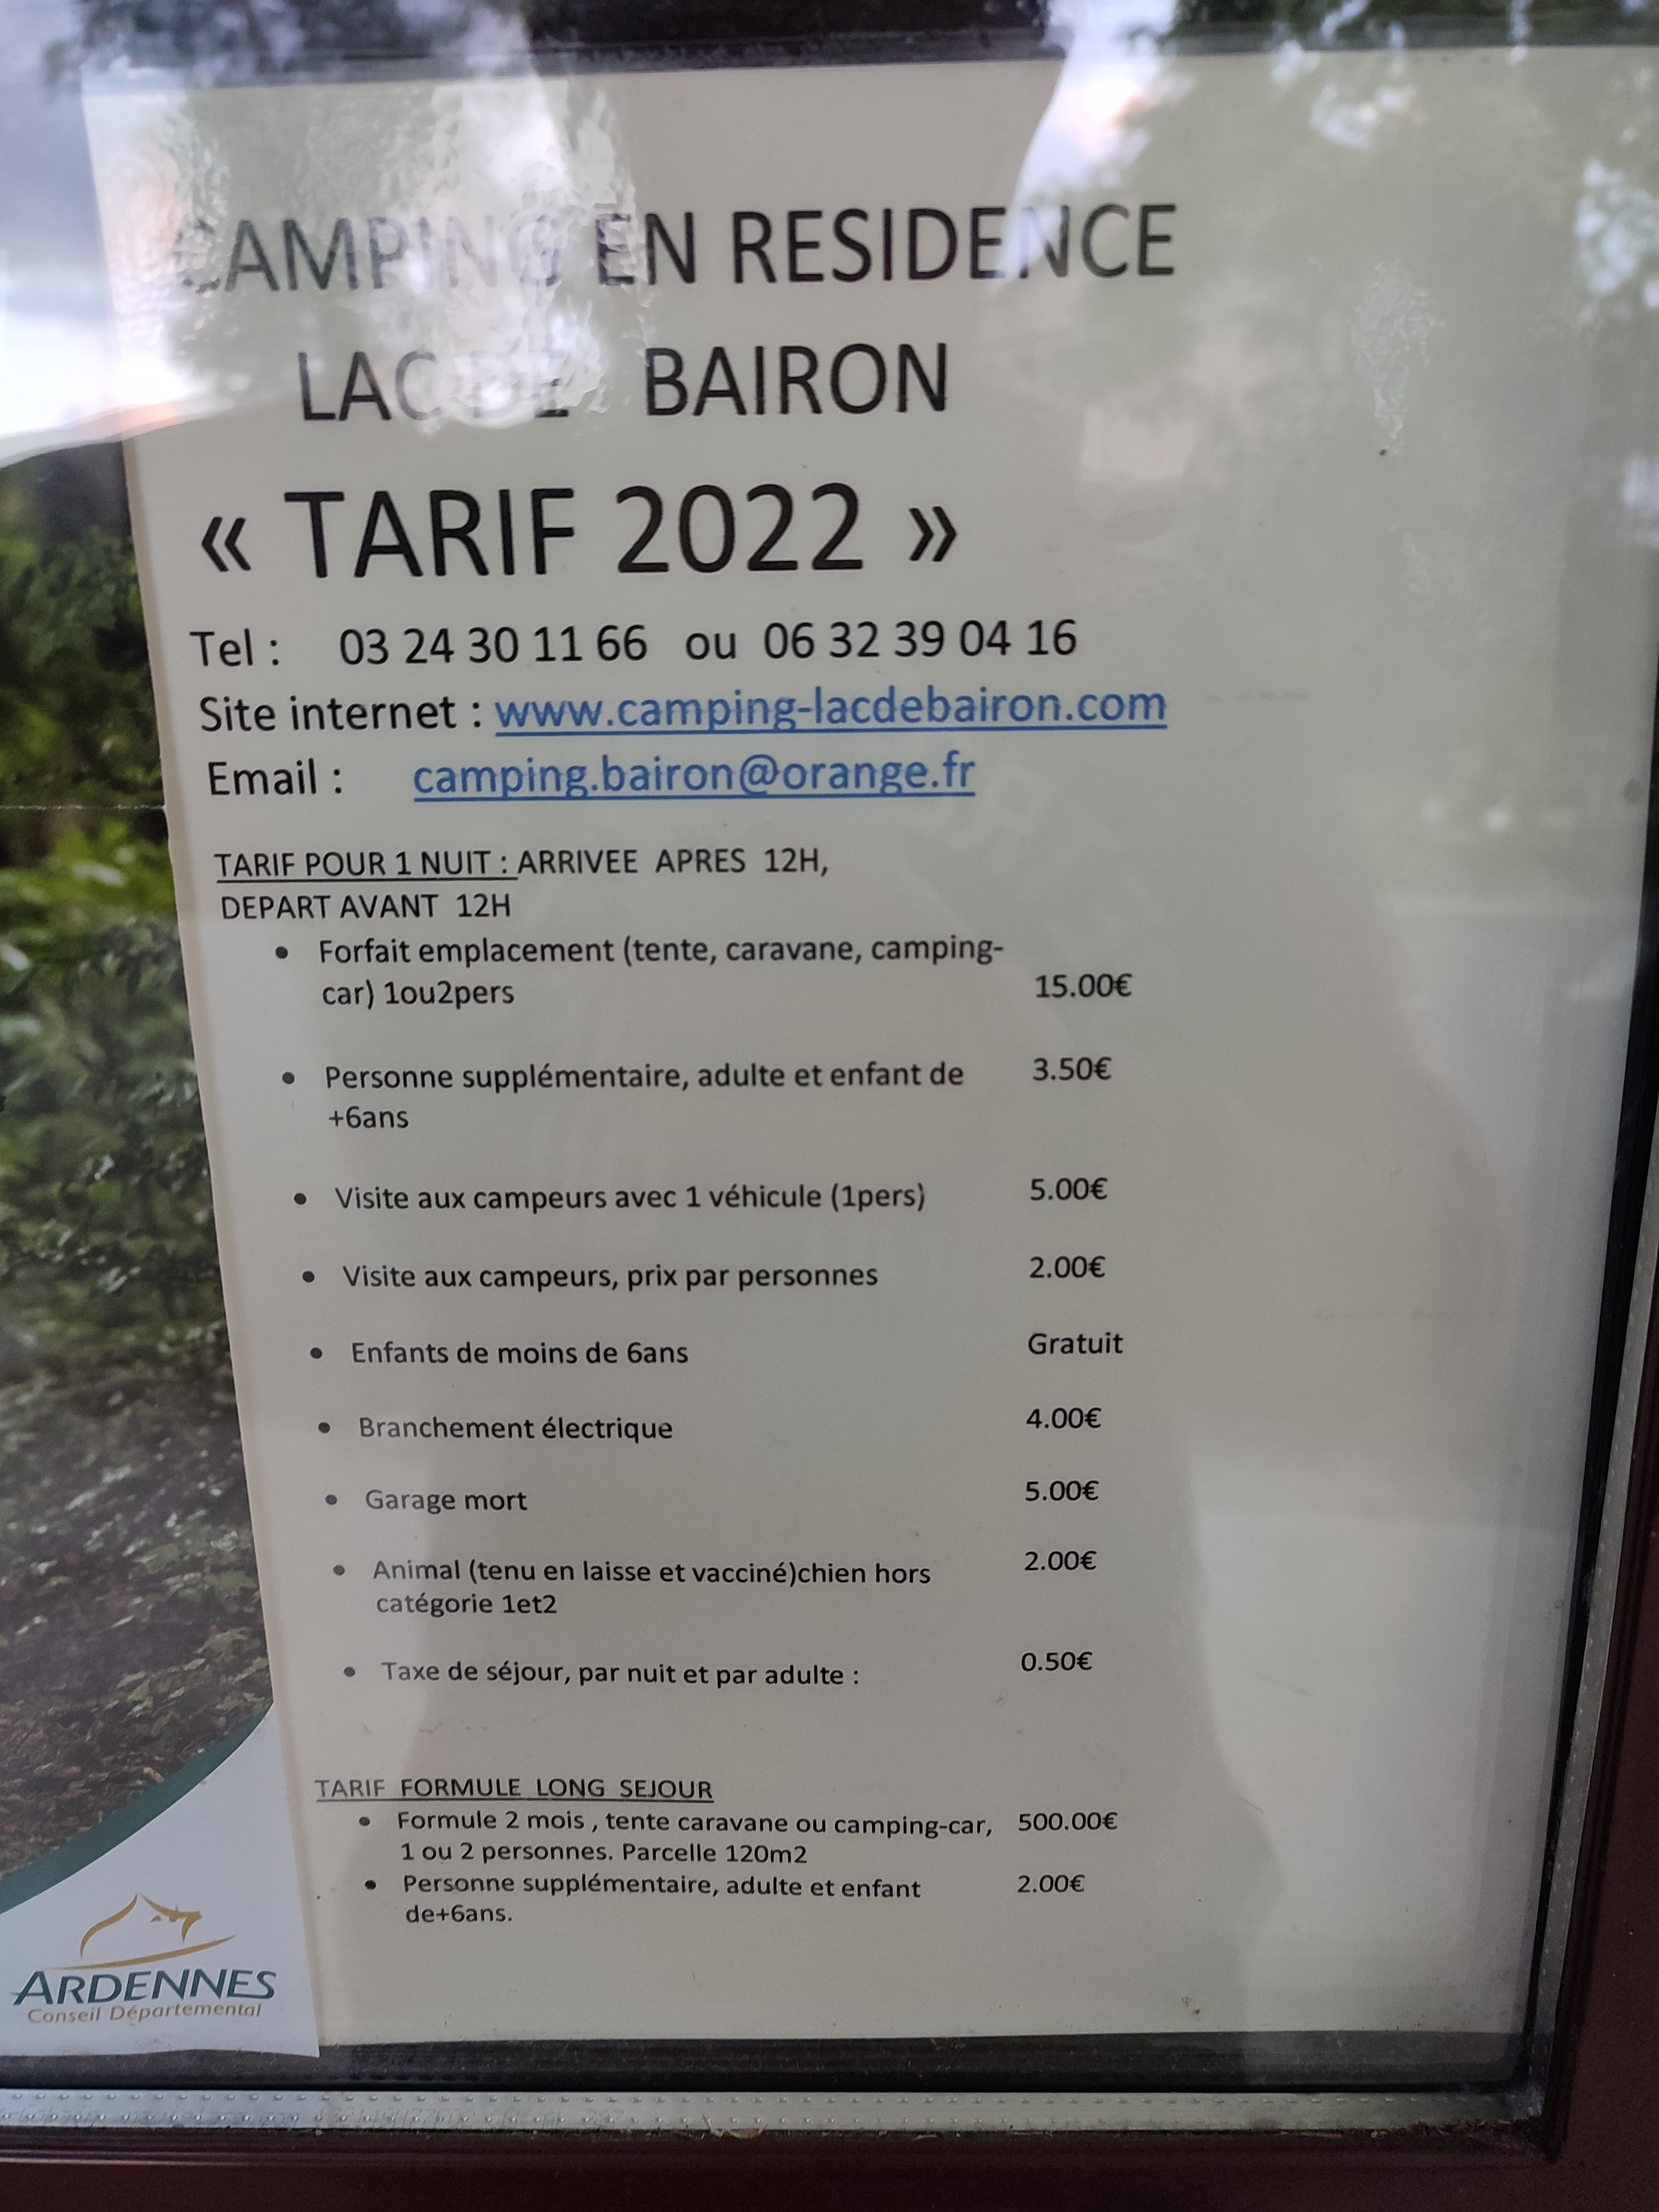 CAMPING EN RESIDENCE
LAC DE BAIRON
« TARIF 2022 »
Tel : 03 24 30 11 66 ou 06 32 39 04 16
Site internet : www.camping-lacdebairon.com
Email : camping.bairon@orange.fr
TARIF POUR 1 NUIT : ARRIVEE APRES 12H,
DEPART AVANT 12H
• Forfait emplacement (tente, caravane, camping-
car) 1ou2pers 15.00€
• Personne supplémentaire, adulte et enfant de 3.50€
+6ans
• Visite aux campeurs avec 1 véhicule (1pers) 5.00€
• Visite aux campeurs, prix par personnes 2.00€
• Enfants de moins de 6ans Gratuit
• Branchement électrique 4.00€
• Garage mort 5.00€
• Animal (tenu en laisse et vacciné)chien hors 2.00€
catégorie 1et2
• Taxe de séjour, par nuit et par adulte : 0.50€
TARIF FORMULE LONG SEJOUR
• Formule 2 mois , tente caravane ou camping-car, 500.00€
1 ou 2 personnes. Parcelle 120m2
• Personne supplémentaire, adulte et enfant 2.00€
de+6ans.
ARDENNES
Conseil Départemental